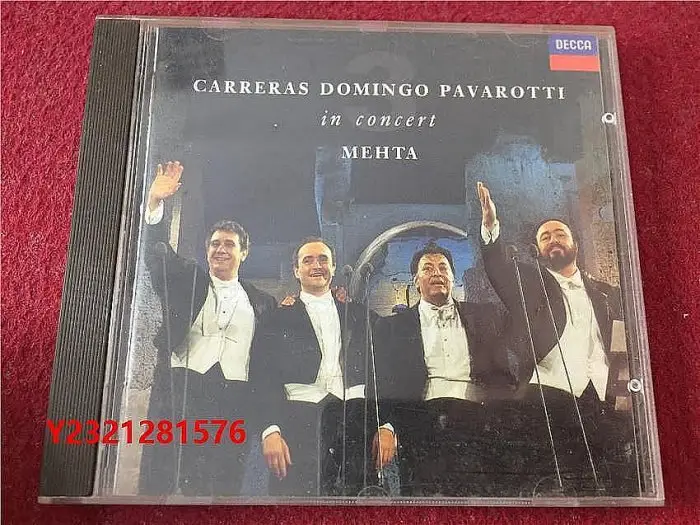 DECCA
CARRERAS DOMINGO PAVAROTTI
in concert
MEHTA
Y2321281576